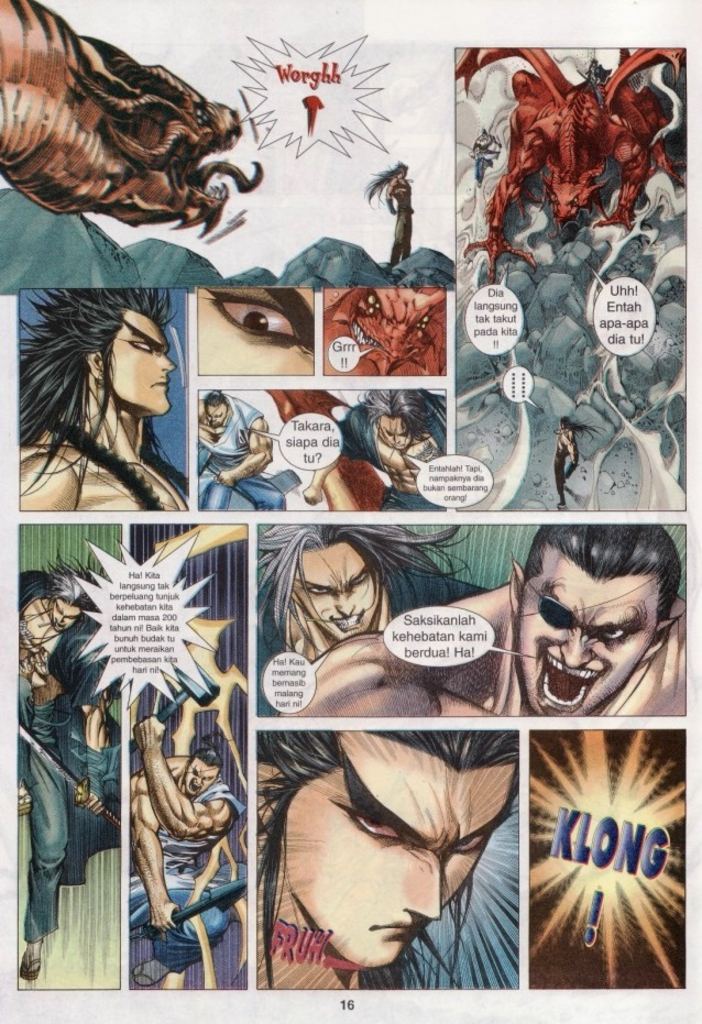 Worghh
!
Dia
langsung
tak takut
pada kita
!!
Uhh!
Entah
apa-apa
dia tu!
Grrr
!!
Takara,
siapa dia
tu?
Entahlah! Tapi,
dia bukan
sembarang
orang!
Ha! Kita
langsung tak
berpeluang tunjuk
kehebatan kita
dalam masa 200
tahun ni! Baik kita
bunuh budak tu
untuk meraikan
pembebasan kita
hari ni!
Ha! Kau
memang
bernasib
malang
hari ni!
Saksikanlah
kehebatan kami
berdua! Ha!
PRUH
KLONG
!
16